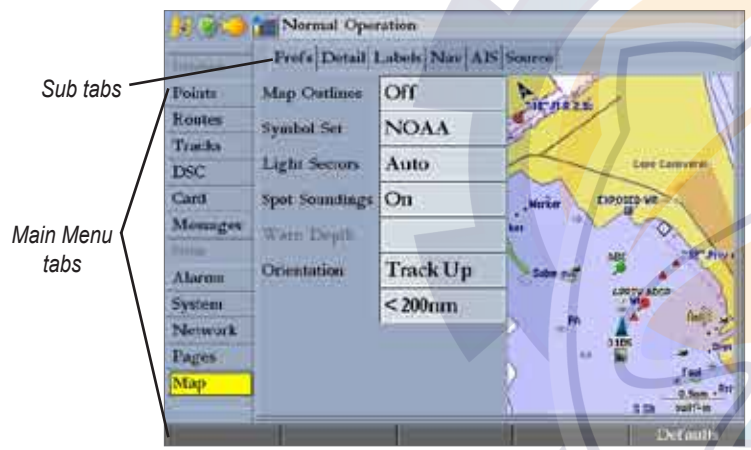 Normal Operation
Prefs Detail Labels Nav AIS Source
Sub tabs
Points
Routes
Tracks
DSC
Card
Messages
Alarms
System
Network
Pages
Map
Main Menu
tabs
Map Outlines Off
Symbol Set NOAA
Light Sectors Auto
Spot Soundings On
Warn Depth
Orientation Track Up
< 200nm
Cape Canaveral
Marker
EXPOSED WR
PA
Defaults